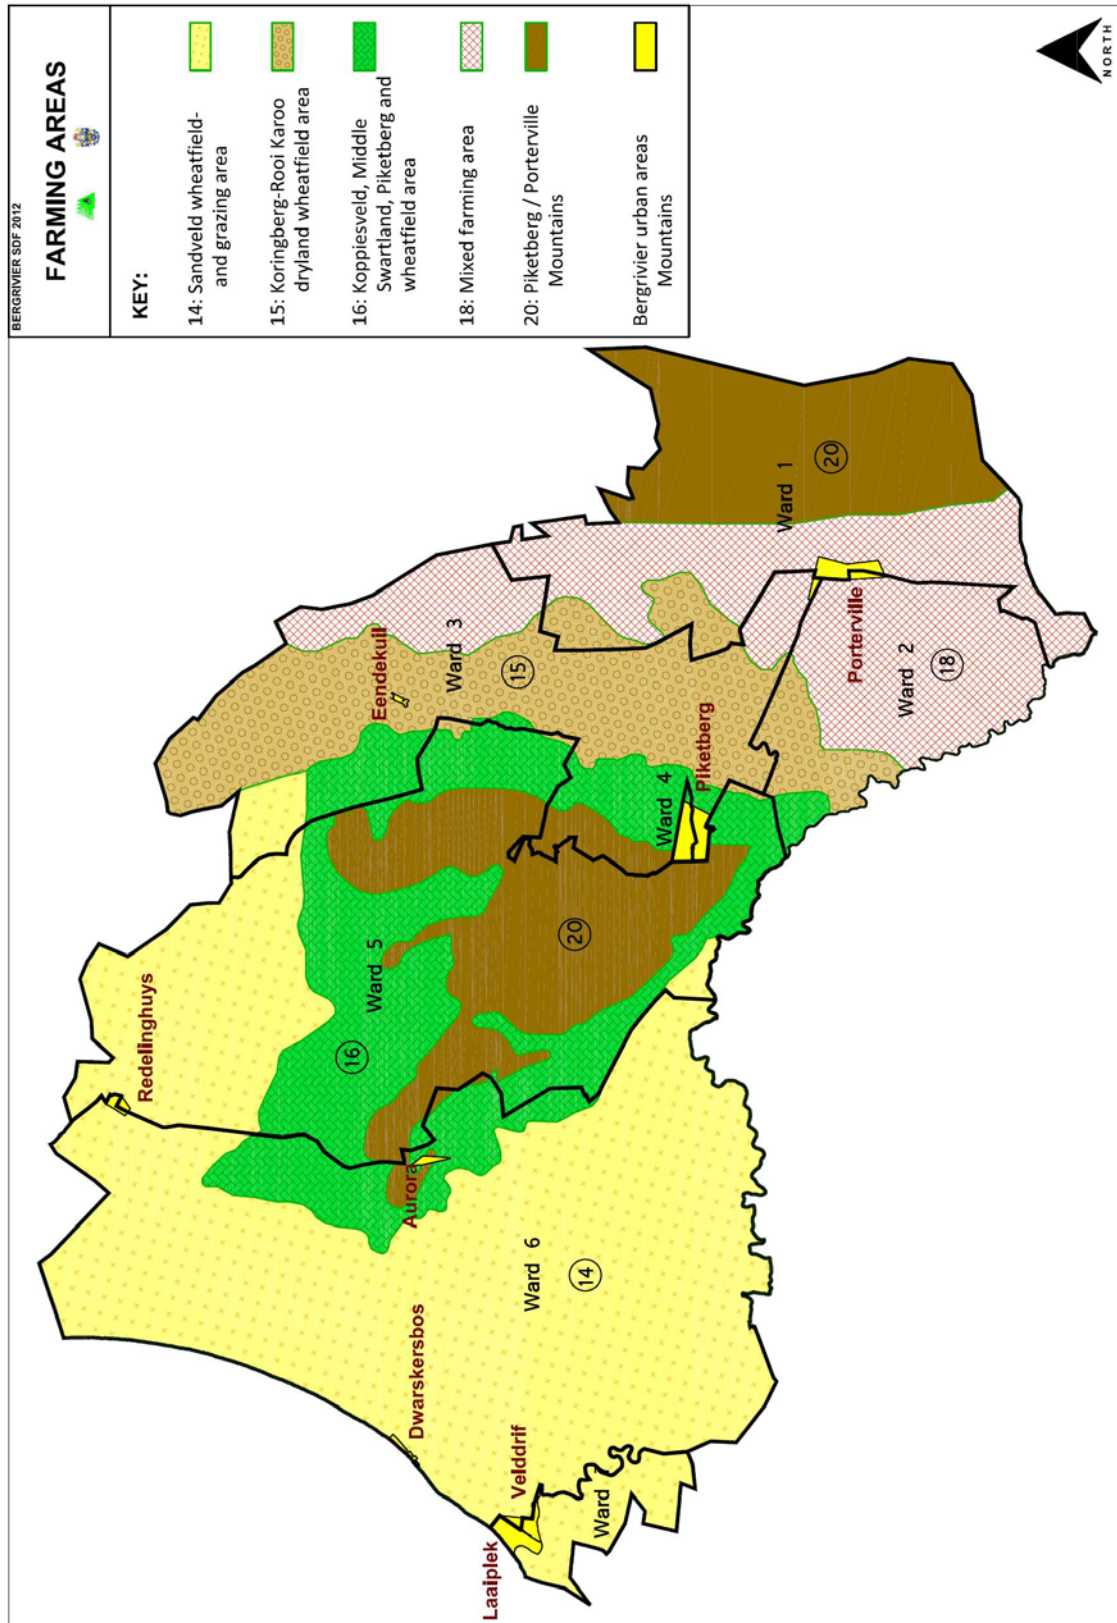 BERGRIVIER SDF 2012
FARMING AREAS
KEY:
14: Sandveld wheatfield-
and grazing area
15: Koringberg-Rooi Karoo
dryland wheatfield area
16: Koppiesveld, Middle
Swartland, Piketberg and
wheatfield area
18: Mixed farming area
20: Piketberg / Porterville
Mountains
Bergrivier urban areas
Mountains
NORTH
Redelinghuys
Eendekuil
Ward 3
15
Ward 5
16
Aurora
Dwarskersbos
Ward 6
14
Velddrif
Laaiplek
Ward 7
20
Ward 4
Piketberg
Ward 1
20
Porterville
Ward 2
18